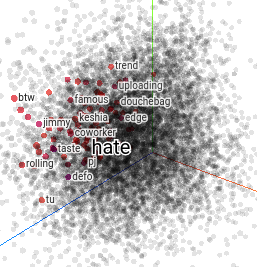 trend
uploading
btw
famous
douchebag
keshia
edge
jimmy
coworker
taste
hate
rolling
pj
defo
tu